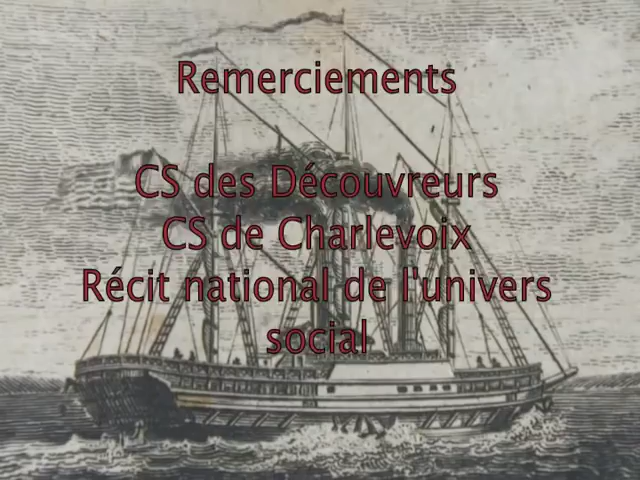 Remerciements
CS des Découvreurs
CS de Charlevoix
Récit national de l'univers
social